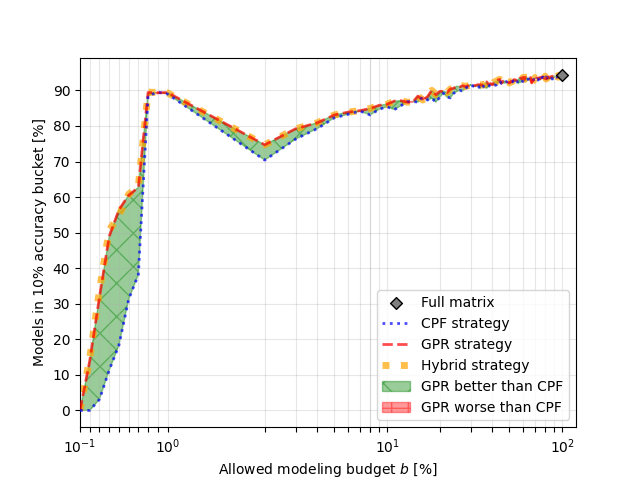 Models in 10% accuracy bucket [%]
90
80
70
60
50
40
30
20
10
0
Full matrix
CPF strategy
GPR strategy
Hybrid strategy
GPR better than CPF
GPR worse than CPF
10⁻¹ 10⁰ 10¹ 10²
Allowed modeling budget b [%]